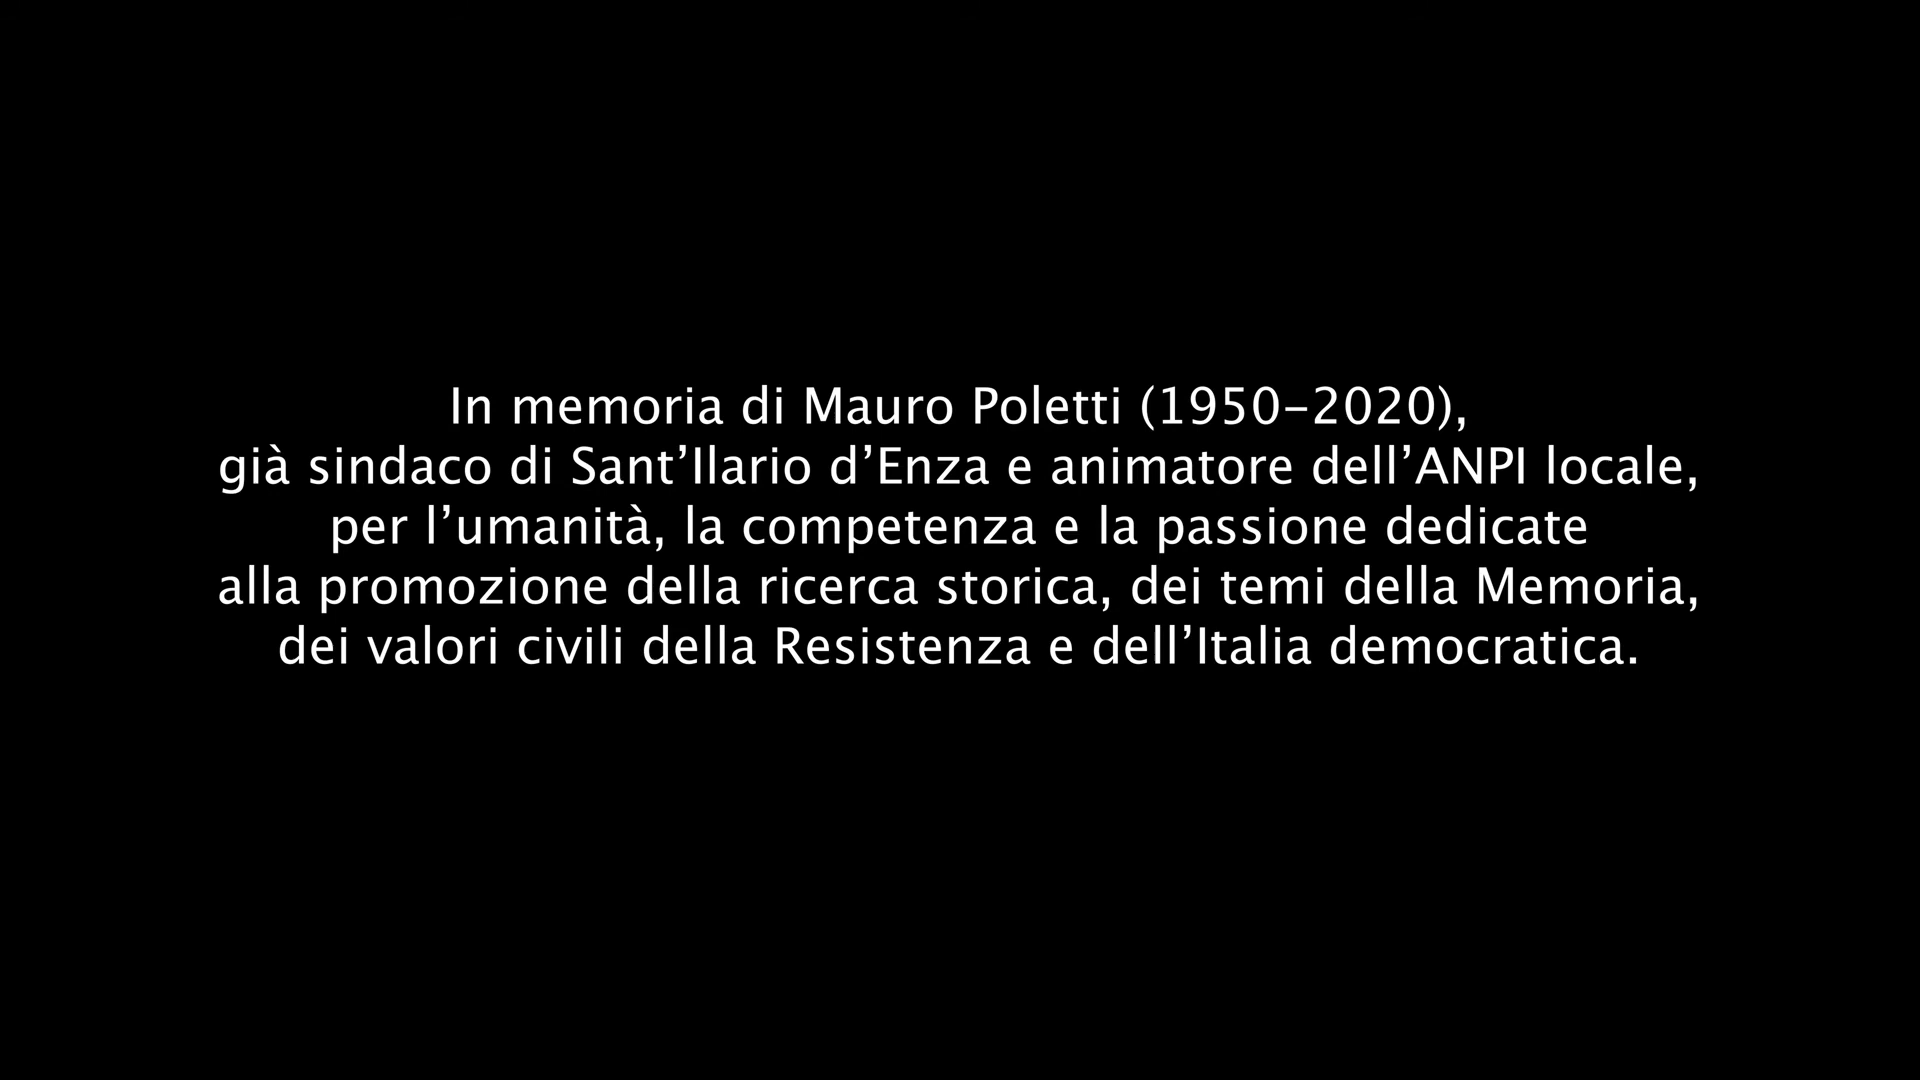 In memoria di Mauro Poletti (1950-2020),
già sindaco di Sant’Ilario d’Enza e animatore dell’ANPI locale,
per l’umanità, la competenza e la passione dedicate
alla promozione della ricerca storica, dei temi della Memoria,
dei valori civili della Resistenza e dell’Italia democratica.